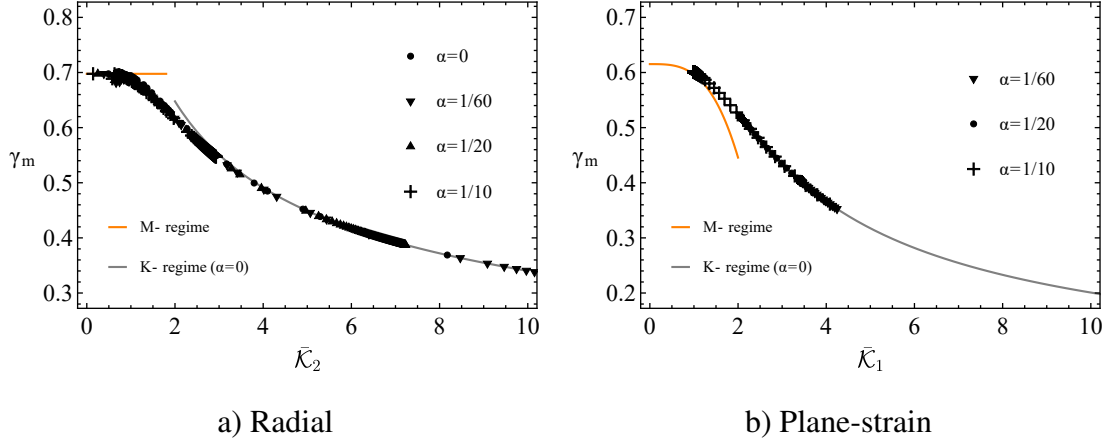 0.8
0.7
0.6
γm
0.5
0.4
0.3
α=0
α=1/60
α=1/20
α=1/10
M- regime
K- regime (α=0)
0 2 4 6 8 10
𝒦̄₂
a) Radial
0.7
0.6
0.5
γm
0.4
0.3
0.2
α=1/60
α=1/20
α=1/10
M- regime
K- regime (α=0)
0 2 4 6 8 10
𝒦̄₁
b) Plane-strain